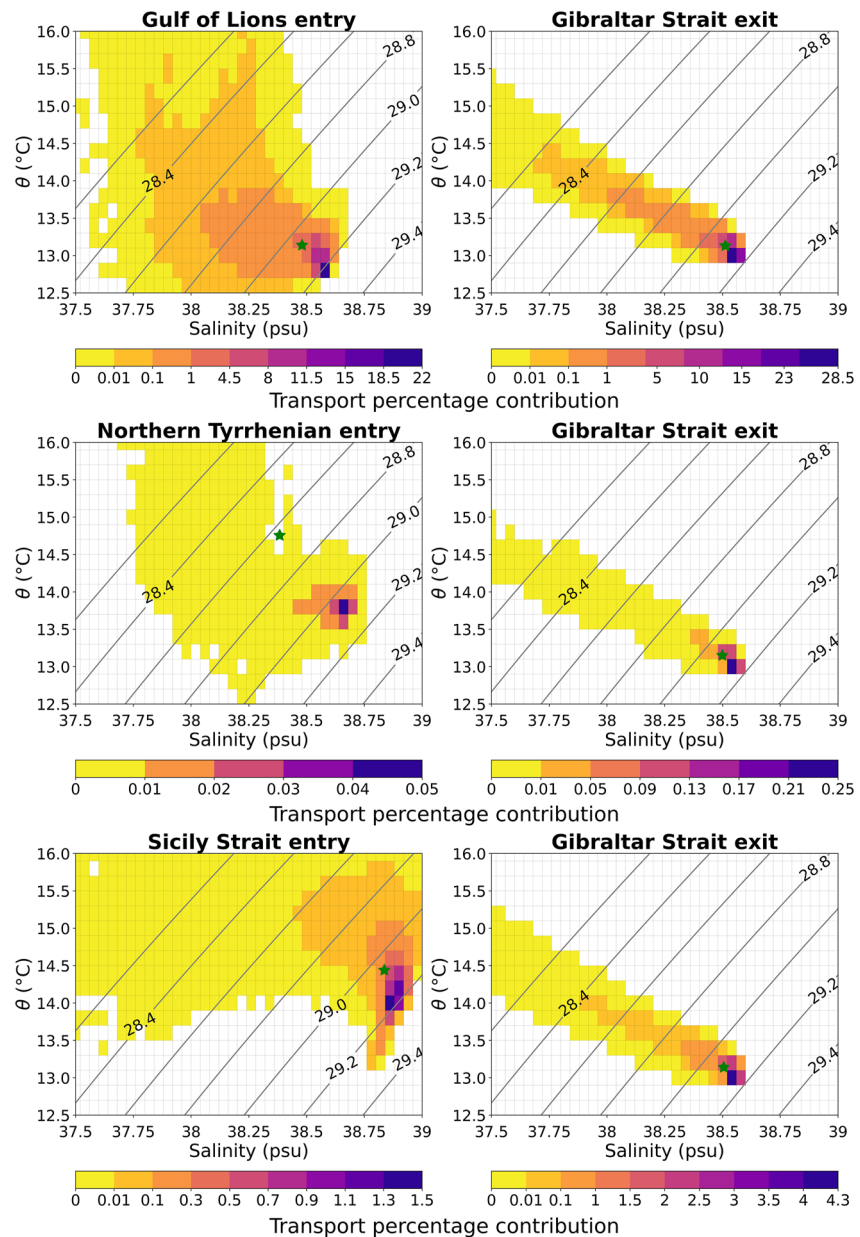 Gulf of Lions entry
Gibraltar Strait exit
16.0 15.5 15.0 14.5 14.0 13.5 13.0 12.5
θ (°C)
28.4 28.8 29.0 29.2 29.4
37.5 37.75 38 38.25 38.5 38.75 39
Salinity (psu)
16.0 15.5 15.0 14.5 14.0 13.5 13.0 12.5
θ (°C)
28.4 28.8 29.2 29.4
37.5 37.75 38 38.25 38.5 38.75 39
Salinity (psu)
0 0.01 0.1 1 4.5 8 11.5 15 18.5 22
0 0.01 0.1 1 5 10 15 23 28.5
Transport percentage contribution
Northern Tyrrhenian entry
Gibraltar Strait exit
16.0 15.5 15.0 14.5 14.0 13.5 13.0 12.5
θ (°C)
28.4 28.8 29.0 29.2 29.4
37.5 37.75 38 38.25 38.5 38.75 39
Salinity (psu)
16.0 15.5 15.0 14.5 14.0 13.5 13.0 12.5
θ (°C)
28.4 28.8 29.2 29.4
37.5 37.75 38 38.25 38.5 38.75 39
Salinity (psu)
0 0.01 0.02 0.03 0.04 0.05
0 0.01 0.05 0.09 0.13 0.17 0.21 0.25
Transport percentage contribution
Sicily Strait entry
Gibraltar Strait exit
16.0 15.5 15.0 14.5 14.0 13.5 13.0 12.5
θ (°C)
28.4 29.0 29.2 29.4
37.5 37.75 38 38.25 38.5 38.75 39
Salinity (psu)
16.0 15.5 15.0 14.5 14.0 13.5 13.0 12.5
θ (°C)
28.4 28.8 29.2 29.4
37.5 37.75 38 38.25 38.5 38.75 39
Salinity (psu)
0 0.01 0.1 0.3 0.5 0.7 0.9 1.1 1.3 1.5
0 0.01 0.1 1 1.5 2 2.5 3 3.5 4 4.3
Transport percentage contribution